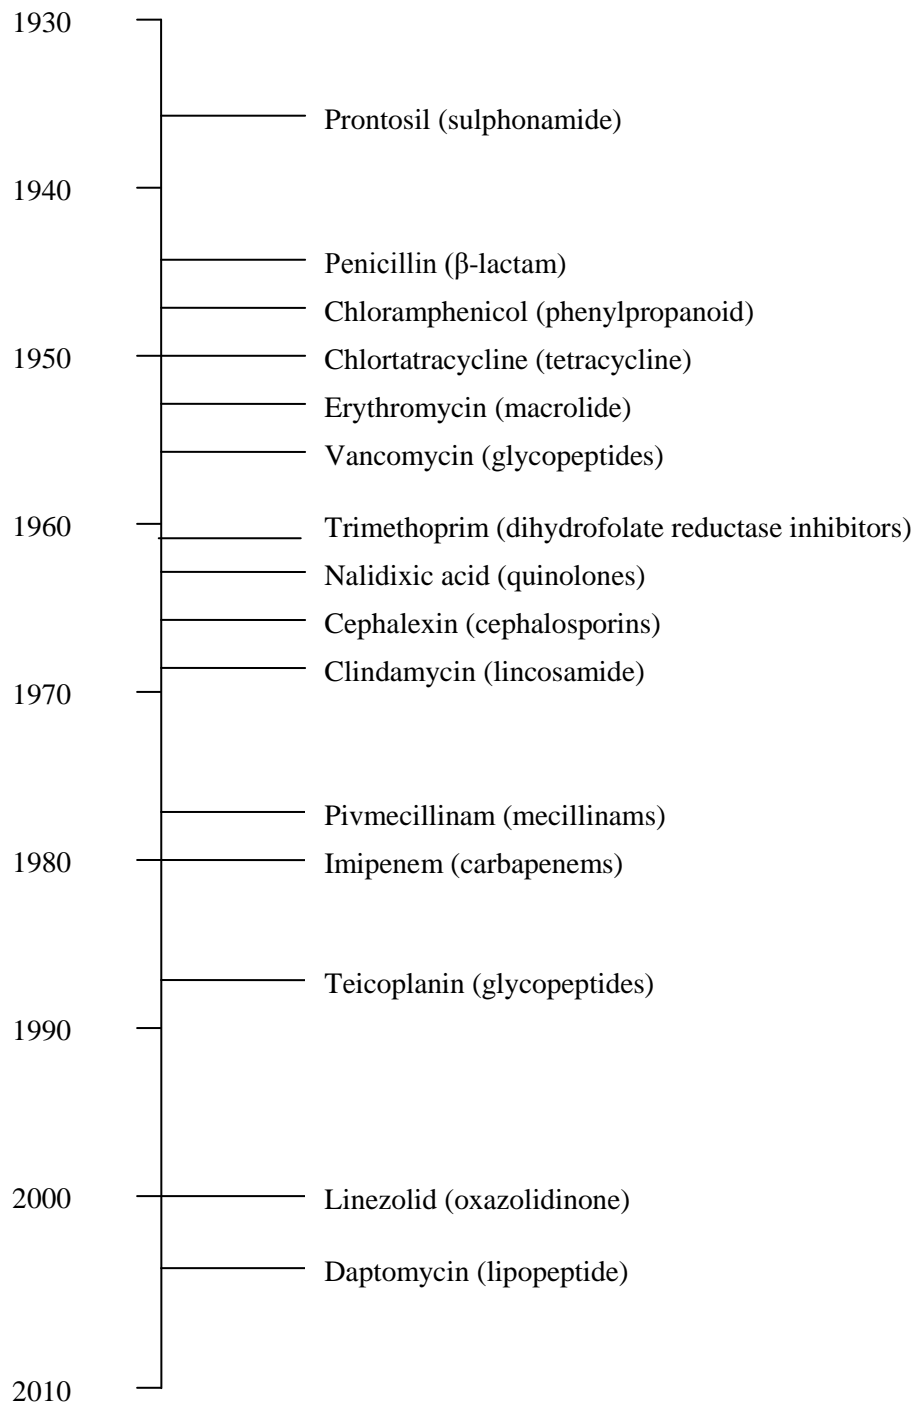 1930
Prontosil (sulphonamide)
1940
Penicillin (β-lactam)
Chloramphenicol (phenylpropanoid)
1950 Chlortatracycline (tetracycline)
Erythromycin (macrolide)
Vancomycin (glycopeptides)
1960 Trimethoprim (dihydrofolate reductase inhibitors)
Nalidixic acid (quinolones)
Cephalexin (cephalosporins)
Clindamycin (lincosamide)
1970
Pivmecillinam (mecillinams)
1980 Imipenem (carbapenems)
Teicoplanin (glycopeptides)
1990
2000 Linezolid (oxazolidinone)
Daptomycin (lipopeptide)
2010